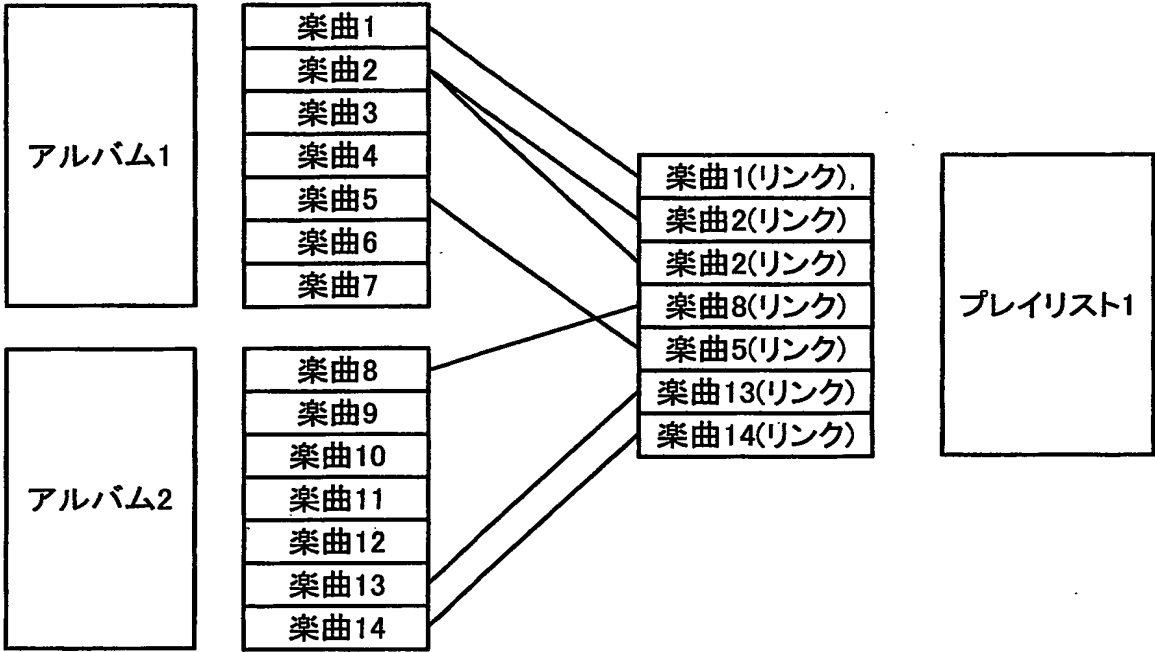 アルバム1
楽曲1
楽曲2
楽曲3
楽曲4
楽曲5
楽曲6
楽曲7
アルバム2
楽曲8
楽曲9
楽曲10
楽曲11
楽曲12
楽曲13
楽曲14
楽曲1(リンク)
楽曲2(リンク)
楽曲2(リンク)
楽曲8(リンク)
楽曲5(リンク)
楽曲13(リンク)
楽曲14(リンク)
プレイリスト1